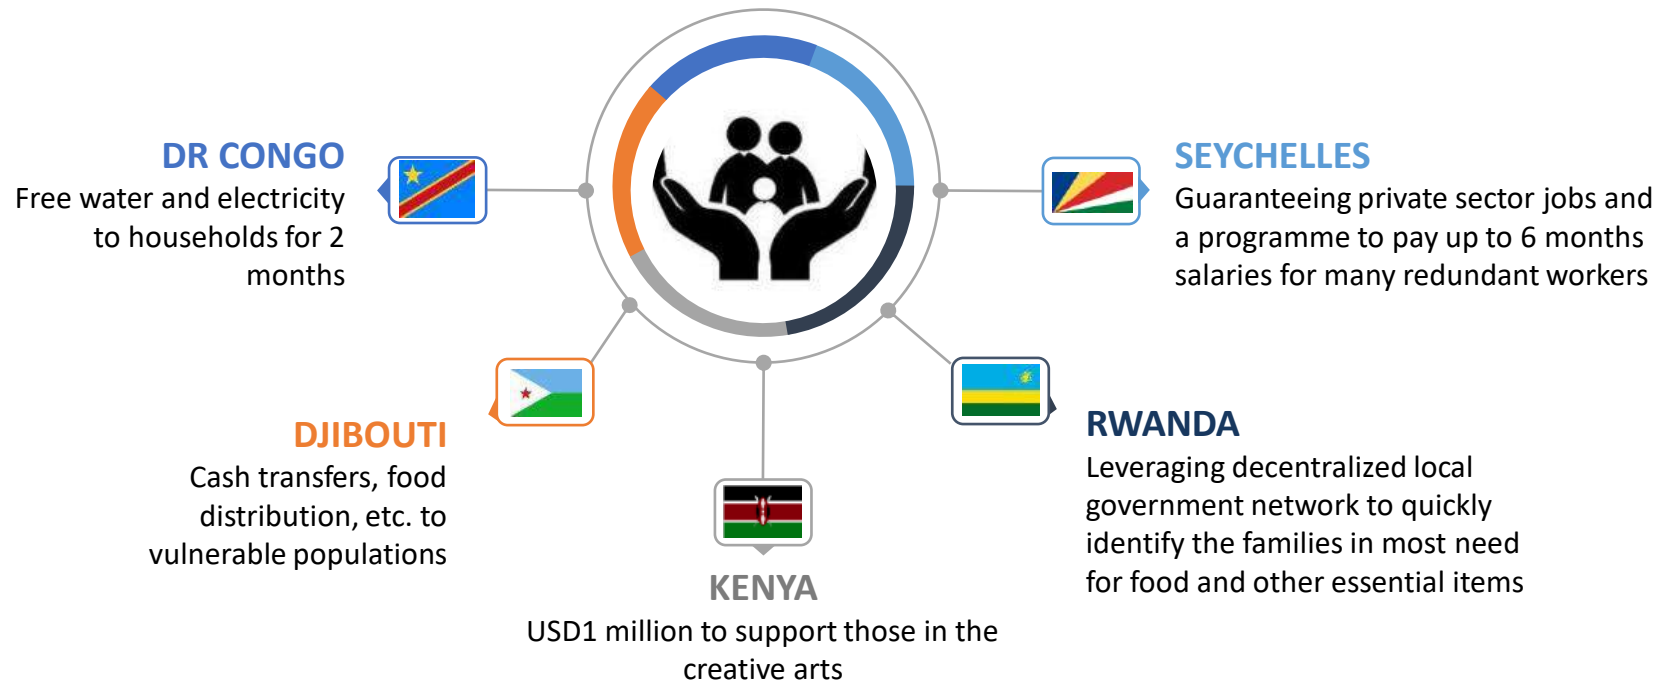 DR CONGO
Free water and electricity
to households for 2
months
SEYCHELLES
Guaranteeing private sector jobs and
a programme to pay up to 6 months
salaries for many redundant workers
DJIBOUTI
Cash transfers, food
distribution, etc. to
vulnerable populations
KENYA
USD1 million to support those in the
creative arts
RWANDA
Leveraging decentralized local
government network to quickly
identify the families in most need
for food and other essential items